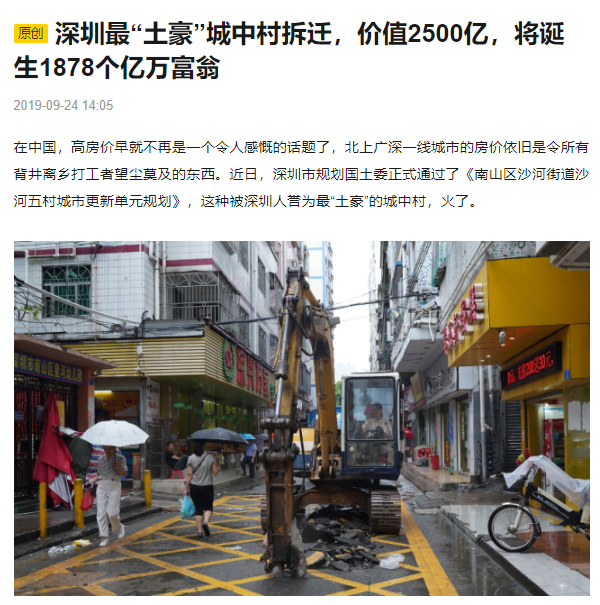 原创 深圳最“土豪”城中村拆迁，价值2500亿，将诞
生1878个亿万富翁
2019-09-24 14:05
在中国，高房价早就不再是一个令人感慨的话题了，北上广深一线城市的房价依旧是令所有
背井离乡打工者望尘莫及的东西。近日，深圳市规划国土委正式通过了《南山区沙河街道沙
河五村城市更新单元规划》，这种被深圳人誉为最“土豪”的城中村，火了。